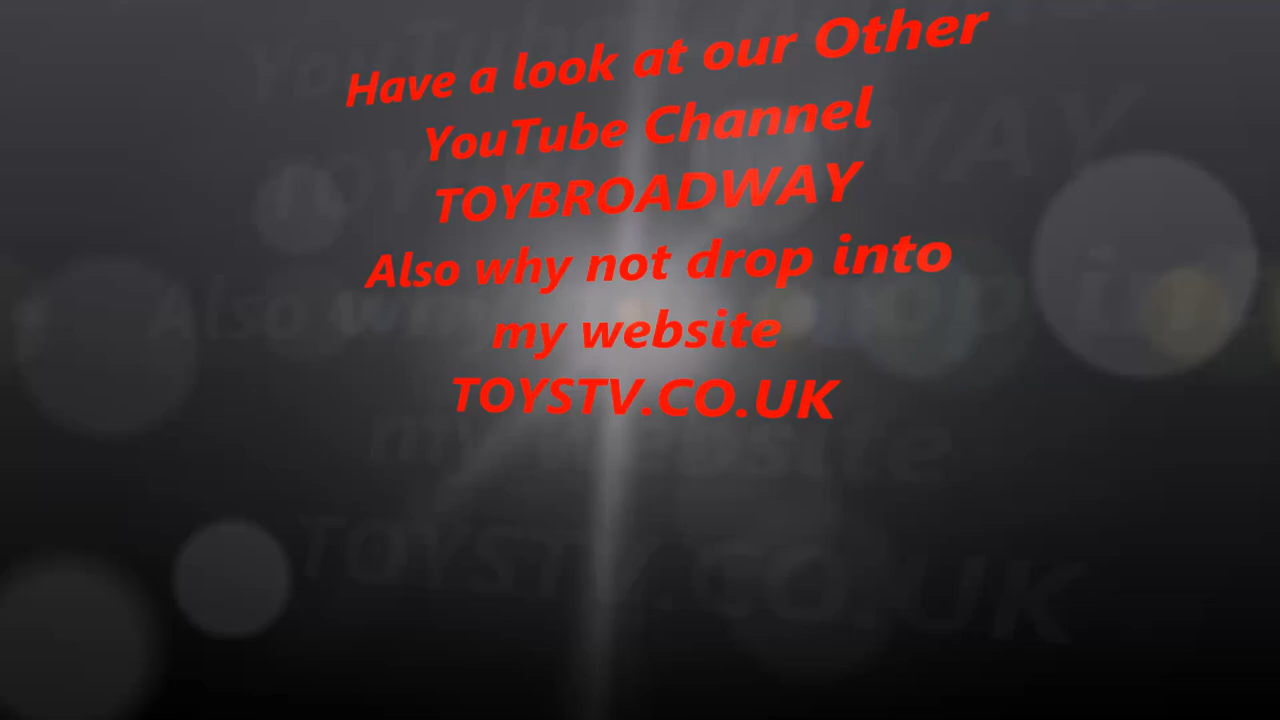 Have a look at our Other
YouTube Channel
TOYBROADWAY
Also why not drop into
my website
TOYSTV.CO.UK